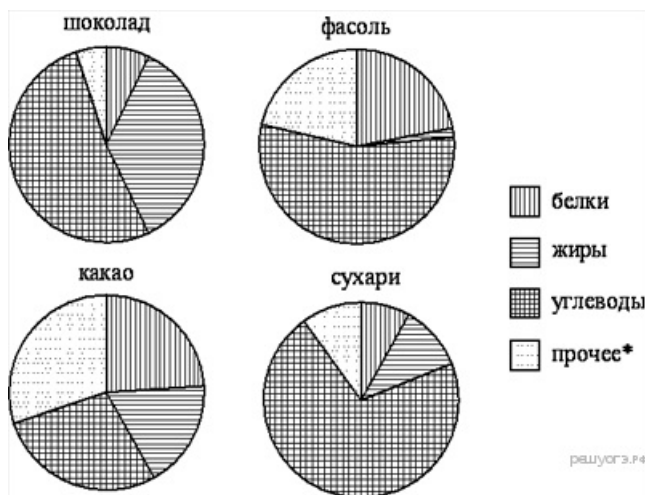 шоколад
фасоль
какао
сухари
белки
жиры
углеводы
прочее*
решуогэ.рф